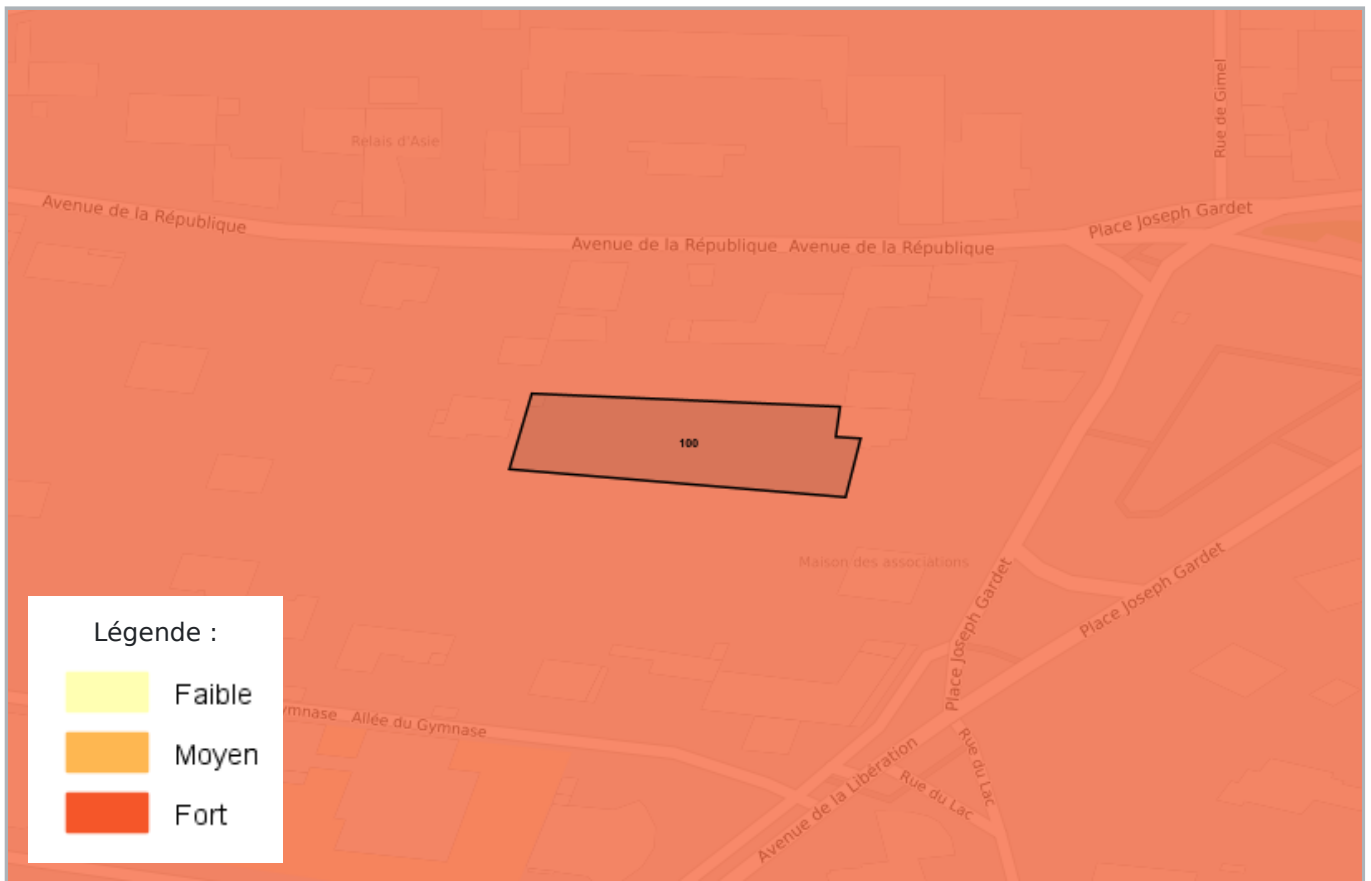 Rue de Gimel
Relais d'Asie
Avenue de la République
Place Joseph Gardet
Avenue de la République Avenue de la République
100
Maison des associations
Place Joseph Gardet
Place Joseph Gardet
Légende :
Faible
Moyen
Fort
ymnase Allée du Gymnase
Avenue de la Libération
Rue du Lac
Rue du Lac